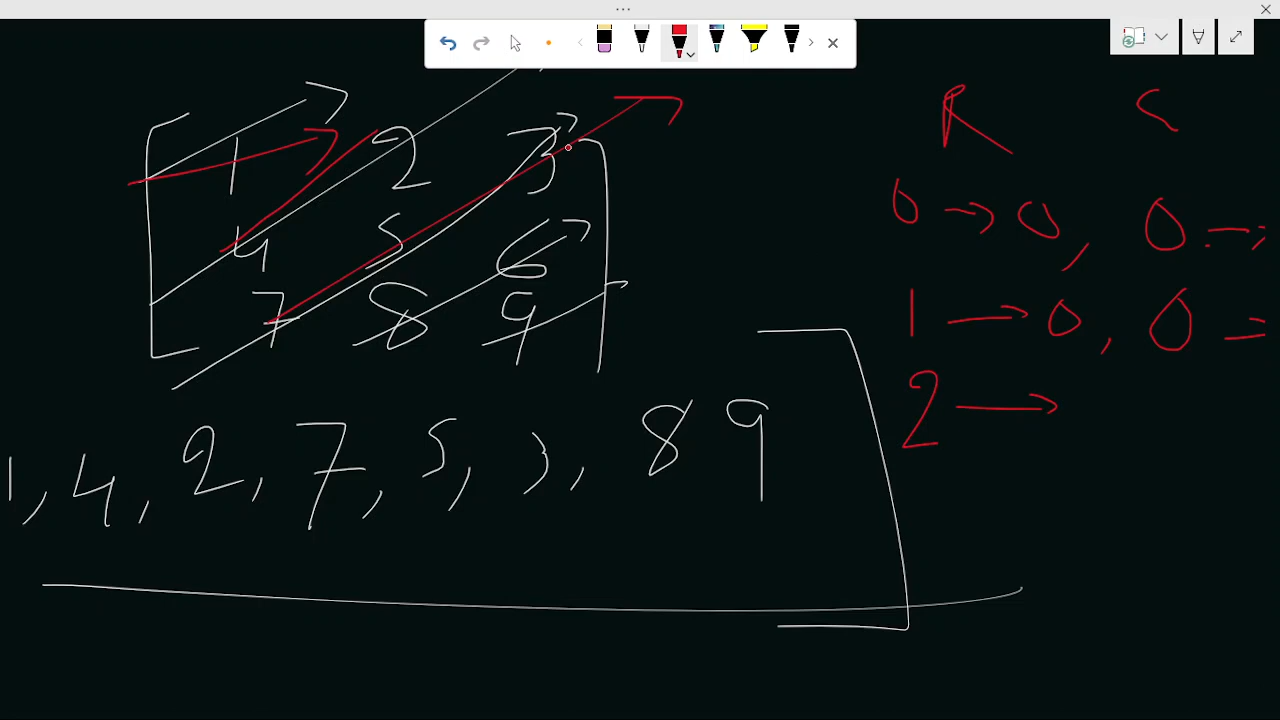 1 2 3
4 5 6
7 8 9
1, 4, 2, 7, 5, 3, 8 9
R
0 → 0, 0 →
1 → 0, 0 =
2 →